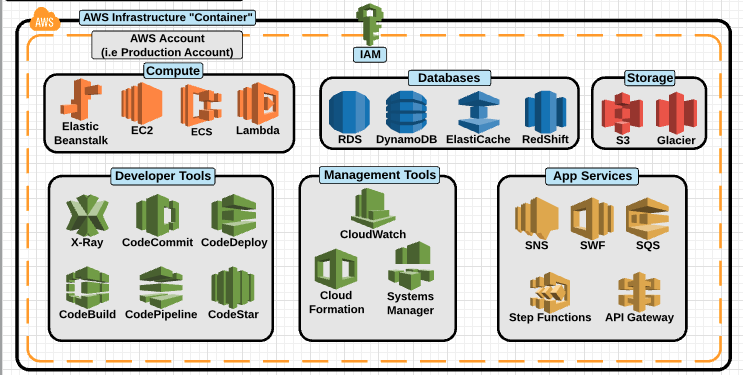 AWS
AWS Infrastructure "Container"
AWS Account
(i.e Production Account)
IAM
Compute
Elastic
Beanstalk
EC2
ECS
Lambda
Databases
RDS
DynamoDB
ElastiCache
RedShift
Storage
S3
Glacier
Developer Tools
X-Ray
CodeCommit
CodeDeploy
CodeBuild
CodePipeline
CodeStar
Management Tools
CloudWatch
Cloud
Formation
Systems
Manager
App Services
SNS
SWF
SQS
Step Functions
API Gateway